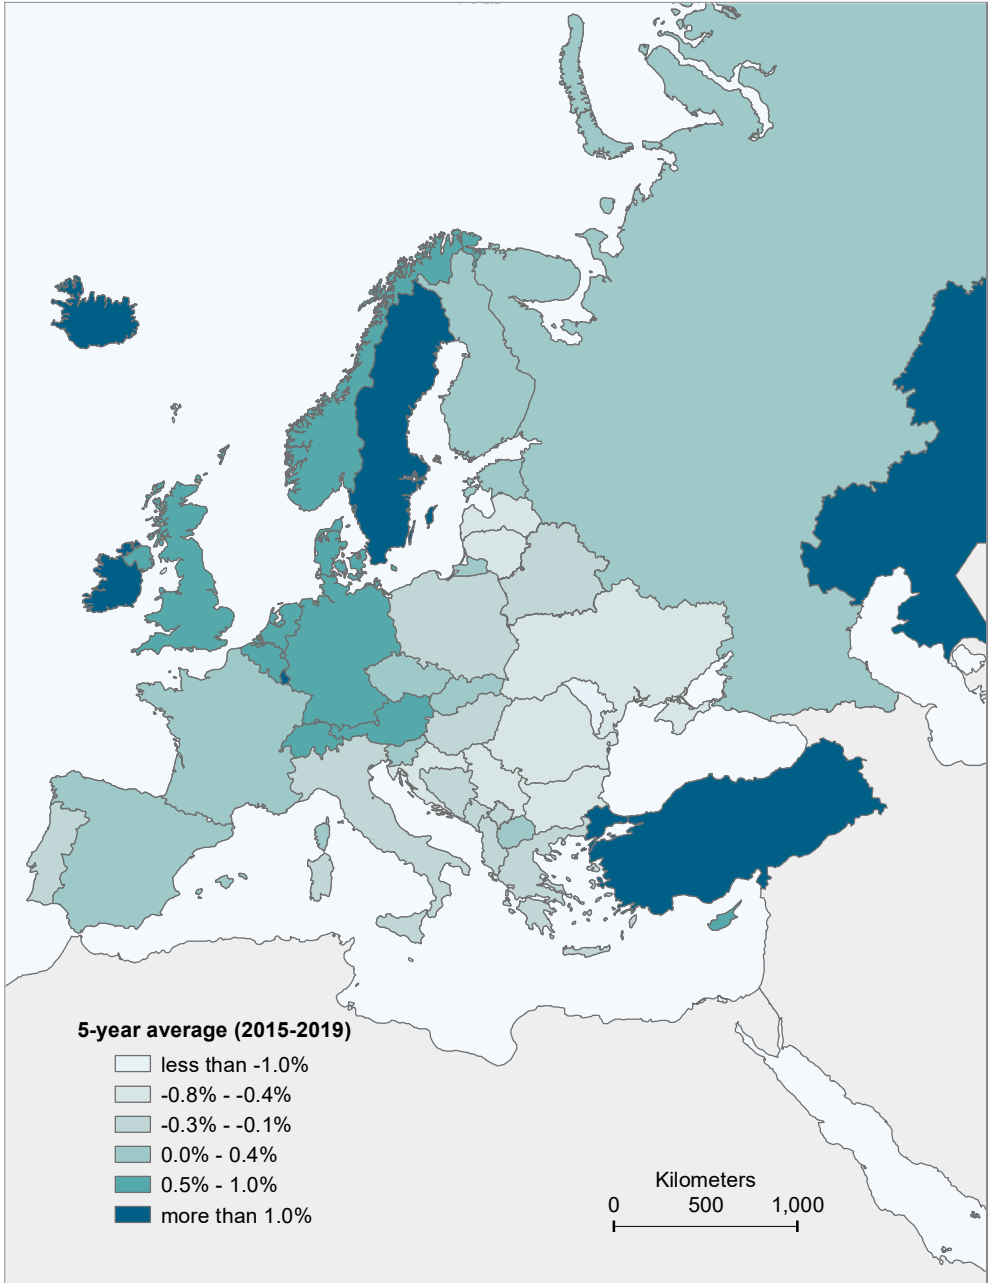 5-year average (2015-2019)
less than -1.0%
-0.8% - -0.4%
-0.3% - -0.1%
0.0% - 0.4%
0.5% - 1.0%
more than 1.0%
Kilometers
0 500 1,000